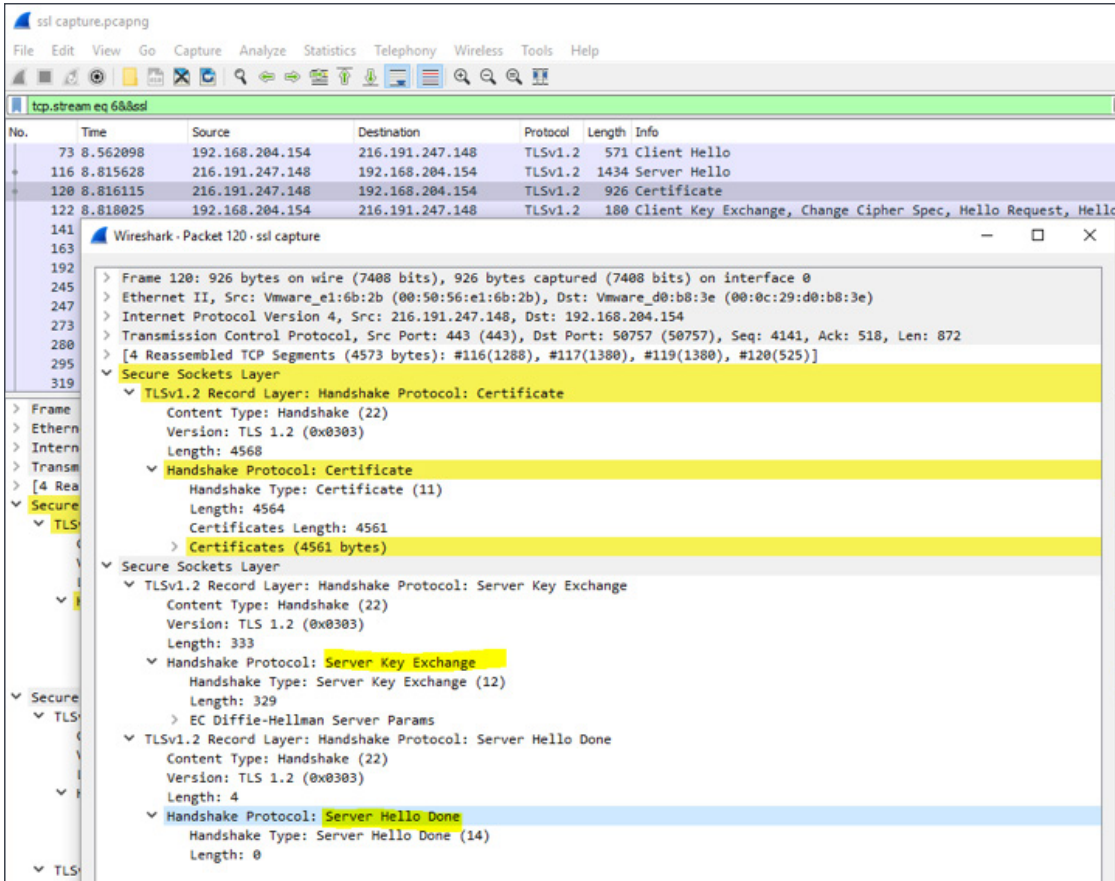 ssl capture.pcapng
File Edit View Go Capture Analyze Statistics Telephony Wireless Tools Help
tcp.stream eq 6&&ssl
No. Time Source Destination Protocol Length Info
73 8.562098 192.168.204.154 216.191.247.148 TLSv1.2 571 Client Hello
116 8.815628 216.191.247.148 192.168.204.154 TLSv1.2 1434 Server Hello
120 8.816115 216.191.247.148 192.168.204.154 TLSv1.2 926 Certificate
122 8.818025 192.168.204.154 216.191.247.148 TLSv1.2 180 Client Key Exchange, Change Cipher Spec, Hello Request, Hello
141
163
192
245
247
273
280
295
319
Wireshark · Packet 120 · ssl capture
Frame 120: 926 bytes on wire (7408 bits), 926 bytes captured (7408 bits) on interface 0
Ethernet II, Src: Vmware_e1:6b:2b (00:50:56:e1:6b:2b), Dst: Vmware_d0:b8:3e (00:0c:29:d0:b8:3e)
Internet Protocol Version 4, Src: 216.191.247.148, Dst: 192.168.204.154
Transmission Control Protocol, Src Port: 443 (443), Dst Port: 50757 (50757), Seq: 4141, Ack: 518, Len: 872
[4 Reassembled TCP Segments (4573 bytes): #116(1288), #117(1380), #119(1380), #120(525)]
Secure Sockets Layer
TLSv1.2 Record Layer: Handshake Protocol: Certificate
Content Type: Handshake (22)
Version: TLS 1.2 (0x0303)
Length: 4568
Handshake Protocol: Certificate
Handshake Type: Certificate (11)
Length: 4564
Certificates Length: 4561
Certificates (4561 bytes)
Secure Sockets Layer
TLSv1.2 Record Layer: Handshake Protocol: Server Key Exchange
Content Type: Handshake (22)
Version: TLS 1.2 (0x0303)
Length: 333
Handshake Protocol: Server Key Exchange
Handshake Type: Server Key Exchange (12)
Length: 329
EC Diffie-Hellman Server Params
TLSv1.2 Record Layer: Handshake Protocol: Server Hello Done
Content Type: Handshake (22)
Version: TLS 1.2 (0x0303)
Length: 4
Handshake Protocol: Server Hello Done
Handshake Type: Server Hello Done (14)
Length: 0
Frame
Ethern
Intern
Transm
[4 Rea
Secure
TLS
Secure
TLS
TLS